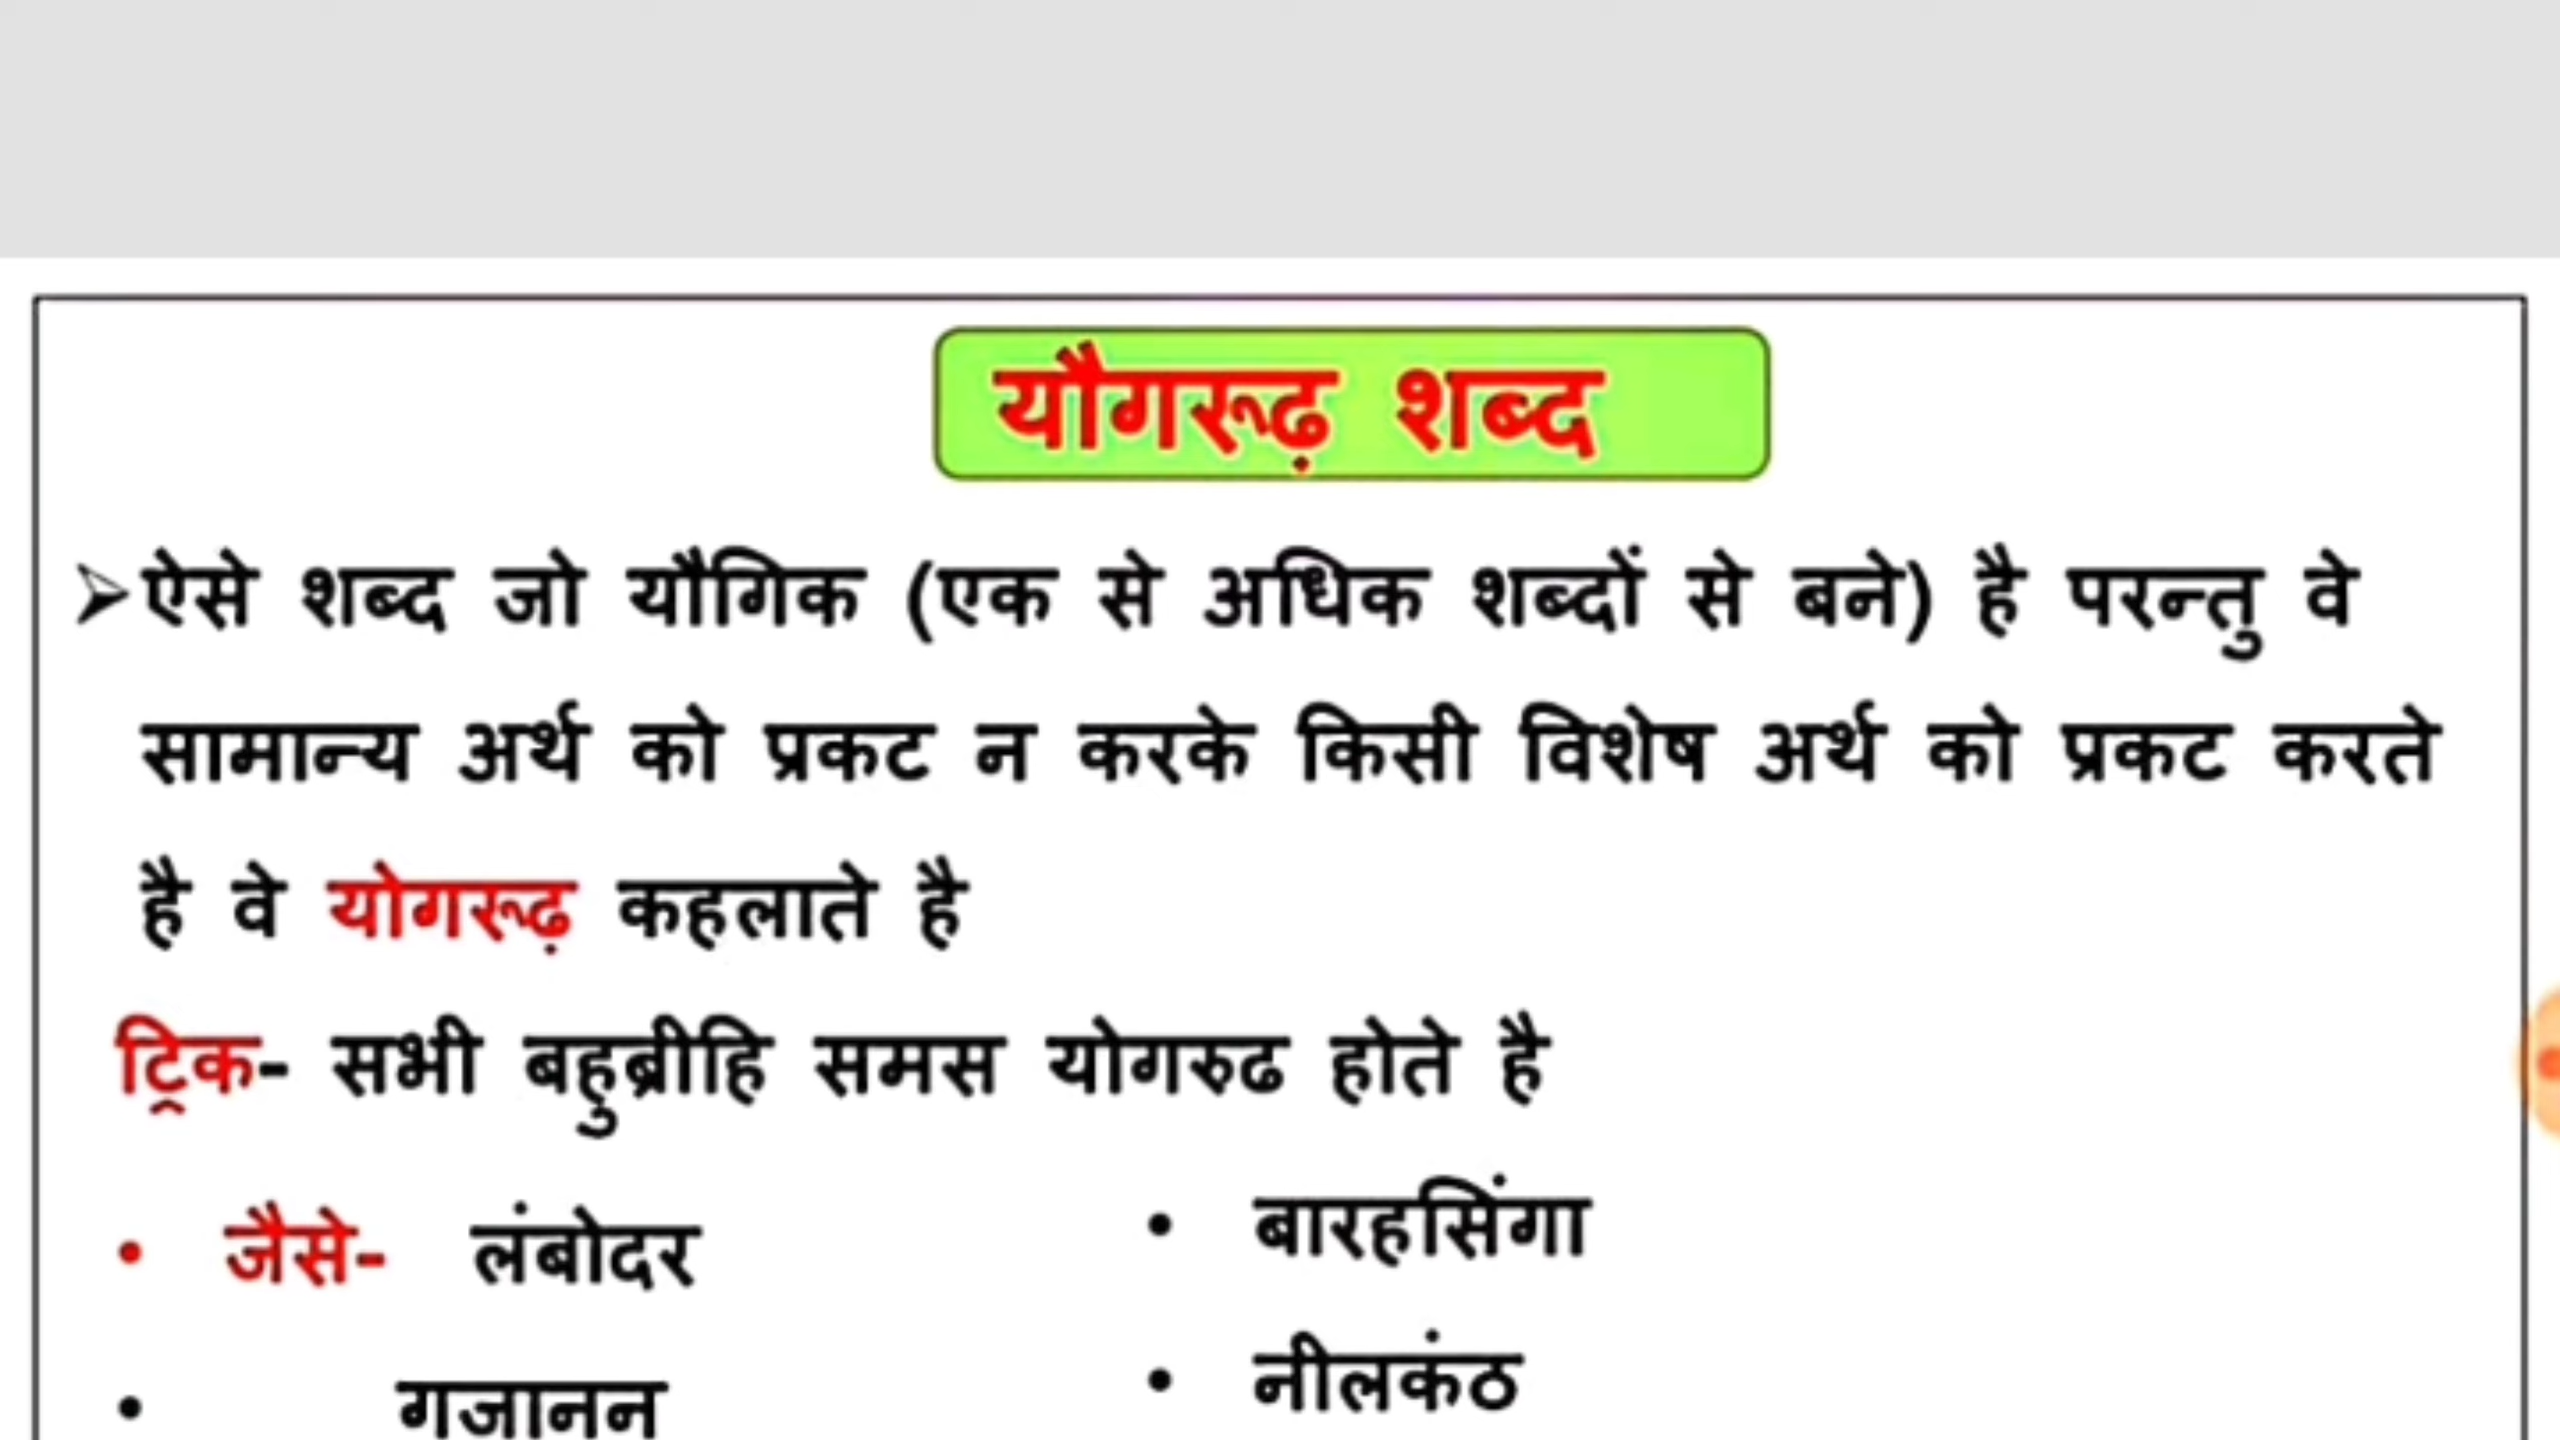 यौगरूढ़ शब्द
➢ऐसे शब्द जो यौगिक (एक से अधिक शब्दों से बने) है परन्तु वे
सामान्य अर्थ को प्रकट न करके किसी विशेष अर्थ को प्रकट करते
है वे योगरूढ़ कहलाते है
ट्रिक- सभी बहुब्रीहि समस योगरुढ होते है
• जैसे- लंबोदर
• बारहसिंगा
• गजानन
• नीलकंठ